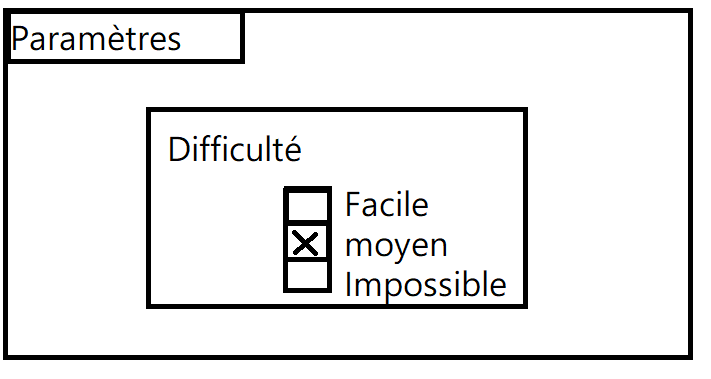 Paramètres
Difficulté
Facile
moyen
Impossible